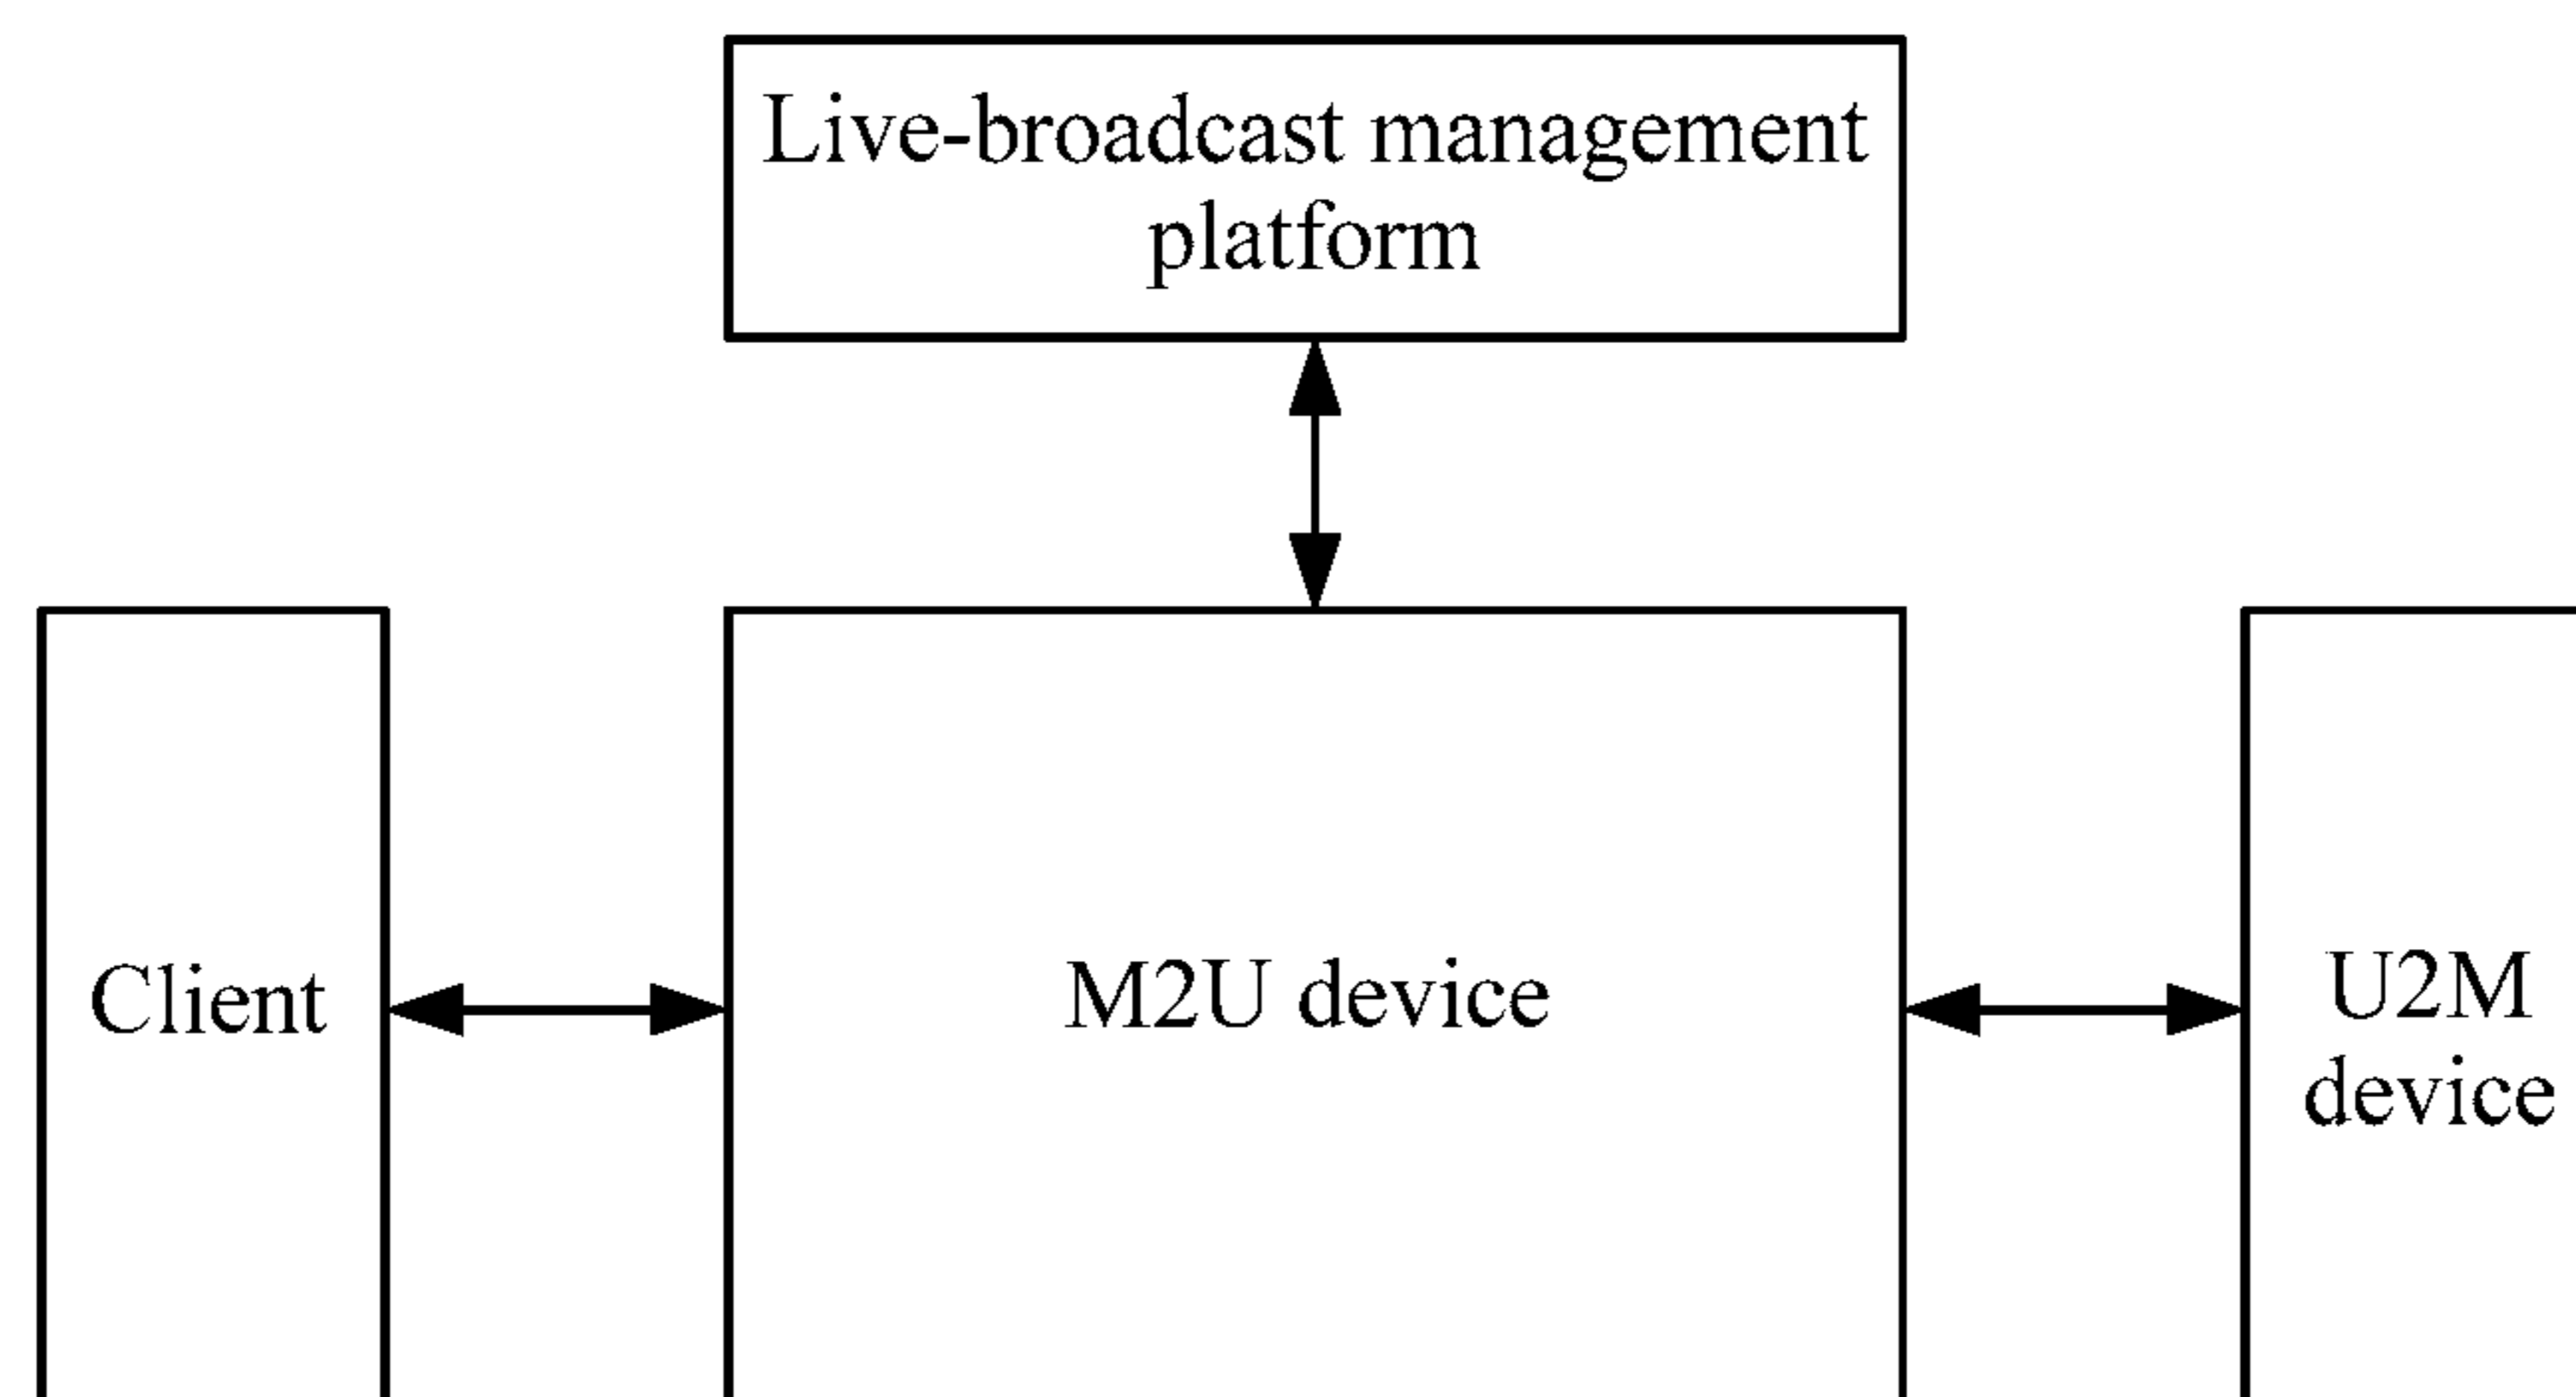 Live-broadcast management
platform
Client
M2U device
U2M
device